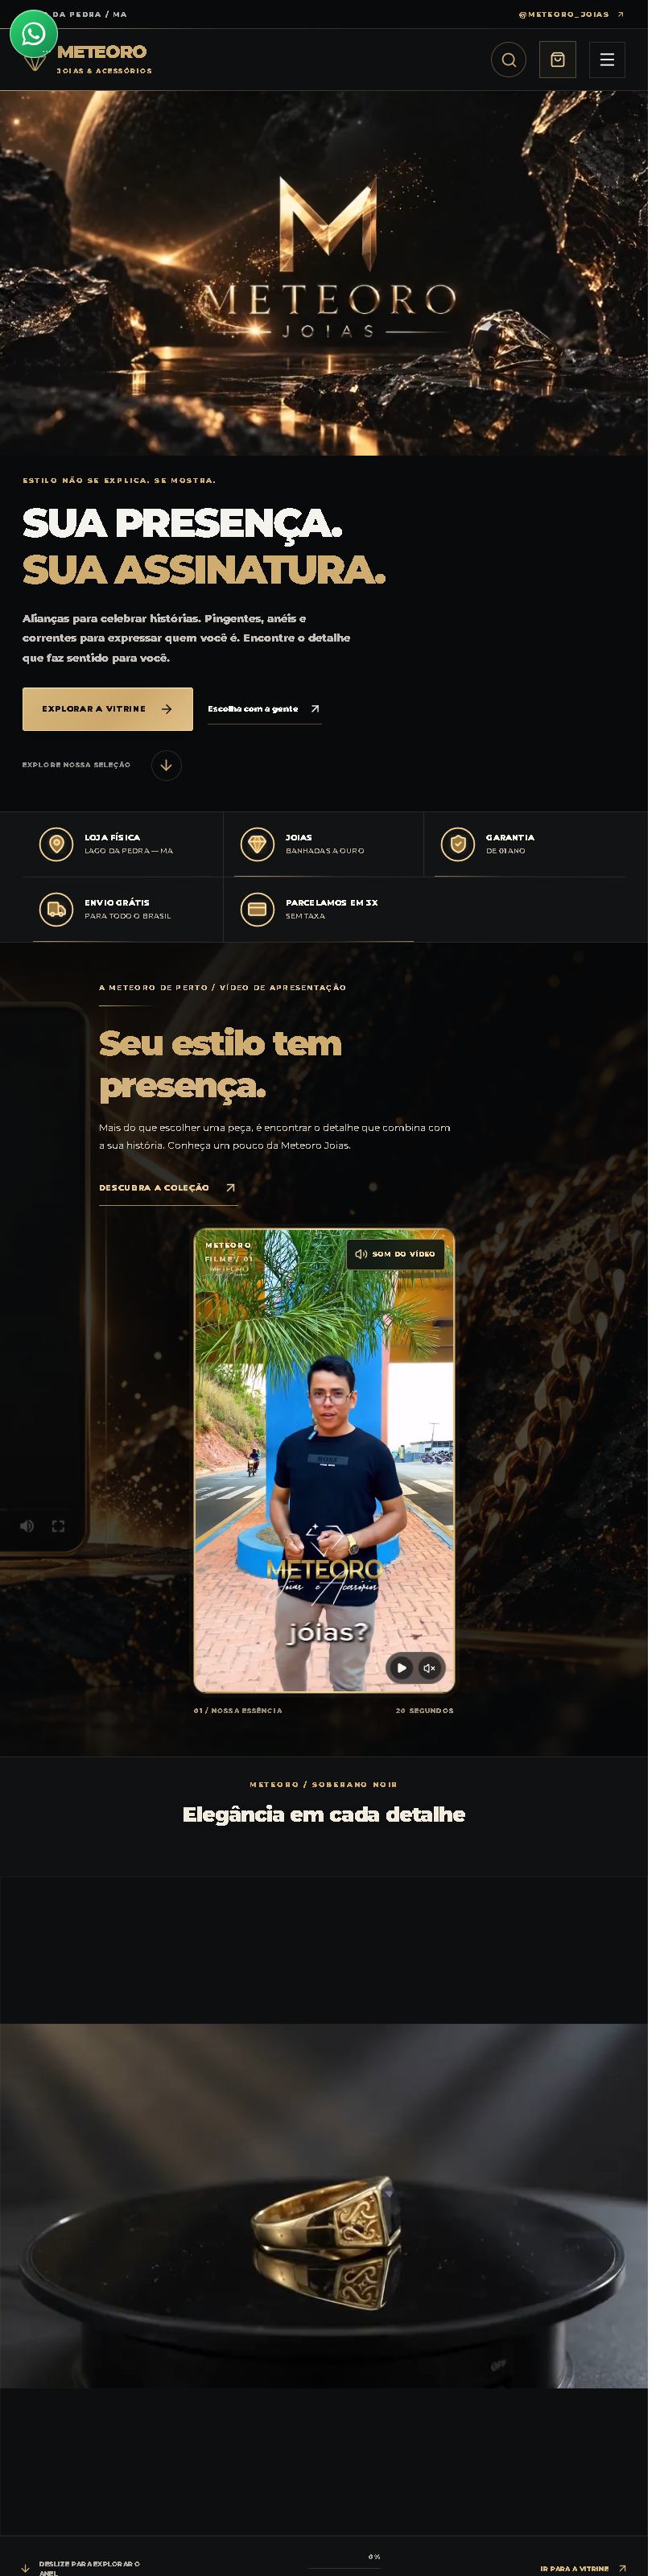 DA PEDRA / MA
@METEORO_JOIAS
METEORO
JOIAS & ACESSÓRIOS
M
METEORO
JOIAS
ESTILO NÃO SE EXPLICA. SE MOSTRA.
SUA PRESENÇA.
SUA ASSINATURA.
Alianças para celebrar histórias. Pingentes, anéis e
correntes para expressar quem você é. Encontre o detalhe
que faz sentido para você.
EXPLORAR A VITRINE
Escolha com a gente
EXPLORE NOSSA SELEÇÃO
LOJA FÍSICA
LAGO DA PEDRA — MA
JOIAS
BANHADAS A OURO
GARANTIA
DE 01 ANO
ENVIO GRÁTIS
PARA TODO O BRASIL
PARCELAMOS EM 3X
SEM TAXA
A METEORO DE PERTO / VÍDEO DE APRESENTAÇÃO
Seu estilo tem
presença.
Mais do que escolher uma peça, é encontrar o detalhe que combina com
a sua história. Conheça um pouco da Meteoro Joias.
DESCUBRA A COLEÇÃO
METEORO
FILME / 01
METEORO
SOM DO VÍDEO
METEORO
Joias e Acessórios
jóias?
01 / NOSSA ESSÊNCIA
20 SEGUNDOS
METEORO / SOBERANO NOIR
Elegância em cada detalhe
OFF
0%
DESLIZE PARA EXPLORAR O
ANEL
IR PARA A VITRINE